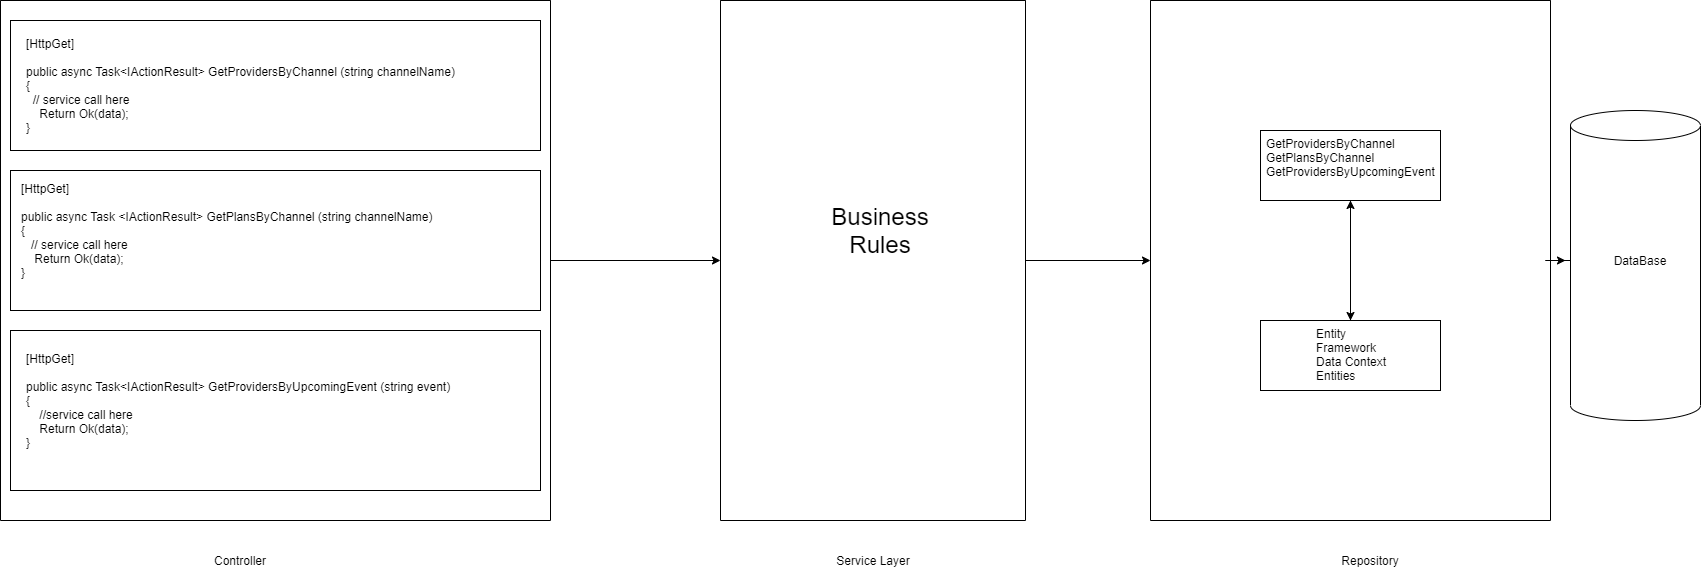 [HttpGet]
public async Task<IActionResult> GetProvidersByChannel (string channelName)
{
// service call here
Return Ok(data);
}
[HttpGet]
public async Task <IActionResult> GetPlansByChannel (string channelName)
{
// service call here
Return Ok(data);
}
[HttpGet]
public async Task<IActionResult> GetProvidersByUpcomingEvent (string event)
{
//service call here
Return Ok(data);
}
Controller
Business
Rules
Service Layer
GetProvidersByChannel
GetPlansByChannel
GetProvidersByUpcomingEvent
Entity
Framework
Data Context
Entities
Repository
DataBase